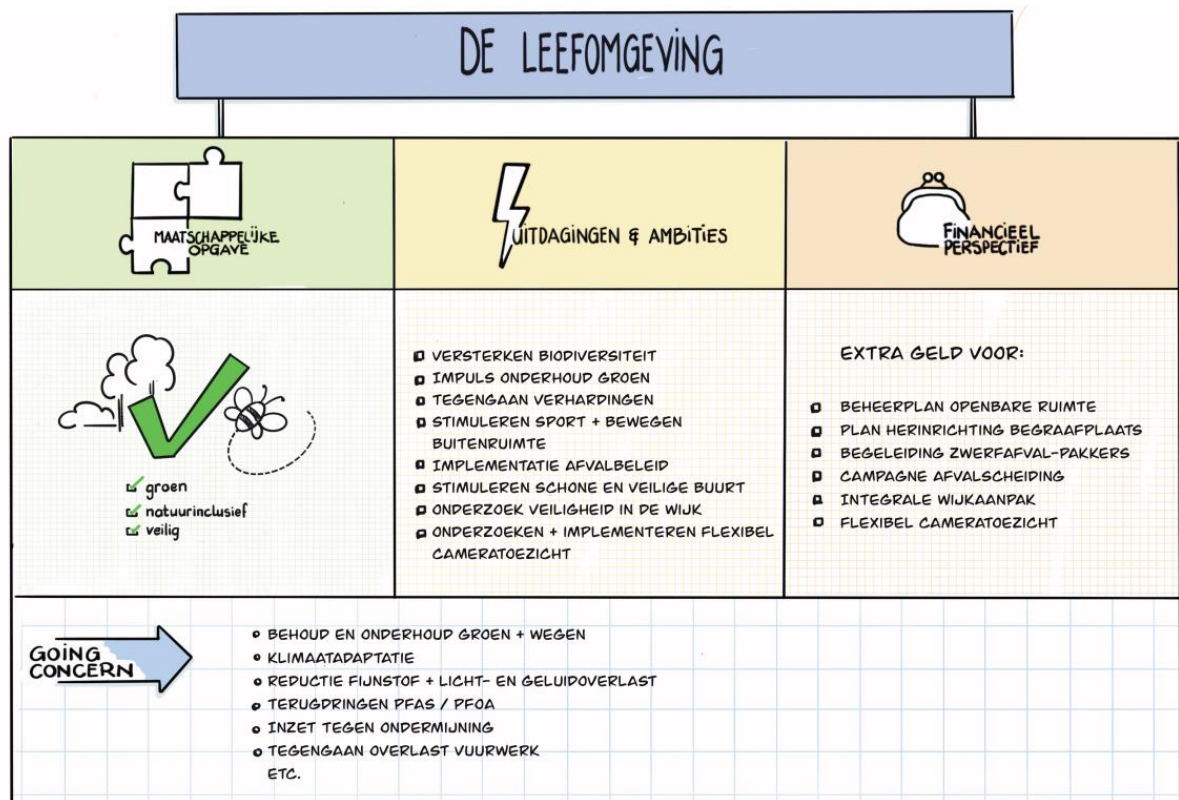 DE LEEFOMGEVING
MAATSCHAPPELIJKE
OPGAVE
UITDAGINGEN & AMBITIES
FINANCIEEL
PERSPECTIEF
groen
natuurinclusief
veilig
VERSTERKEN BIODIVERSITEIT
IMPULS ONDERHOUD GROEN
TEGENGAAN VERHARDINGEN
STIMULEREN SPORT + BEWEGEN
BUITENRUIMTE
IMPLEMENTATIE AFVALBELEID
STIMULEREN SCHONE EN VEILIGE BUURT
ONDERZOEK VEILIGHEID IN DE WIJK
ONDERZOEKEN + IMPLEMENTEREN FLEXIBEL
CAMERATOEZICHT
EXTRA GELD VOOR:
BEHEERPLAN OPENBARE RUIMTE
PLAN HERINRICHTING BEGRAAFPLAATS
BEGELEIDING ZWERFAFVAL-PAKKERS
CAMPAGNE AFVALSCHEIDING
INTEGRALE WIJKAANPAK
FLEXIBEL CAMERATOEZICHT
GOING
CONCERN
BEHOUD EN ONDERHOUD GROEN + WEGEN
KLIMAATADAPTATIE
REDUCTIE FIJNSTOF + LICHT- EN GELUIDOVERLAST
TERUGDRINGEN PFAS / PFOA
INZET TEGEN ONDERMIJNING
TEGENGAAN OVERLAST VUURWERK
ETC.